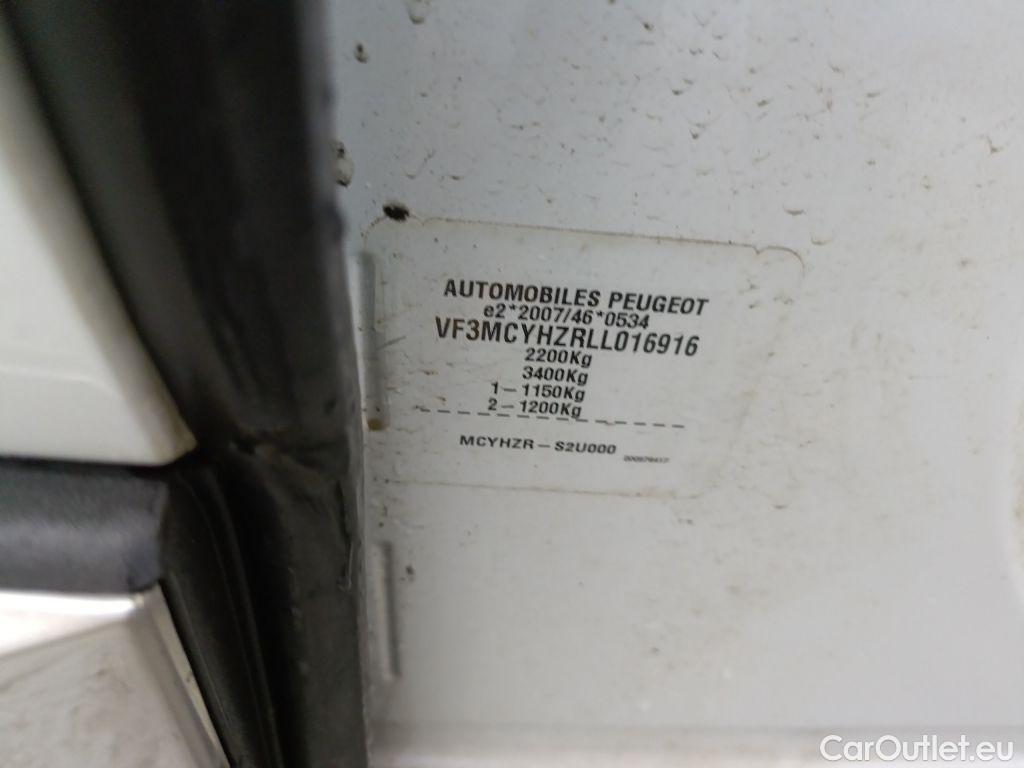 AUTOMOBILES PEUGEOT
e2*2007/46*0534
VF3MCYHZRLL016916
2200Kg
3400Kg
1-1150Kg
2-1200Kg
MCYHZR-S2U000
CarOutlet.eu